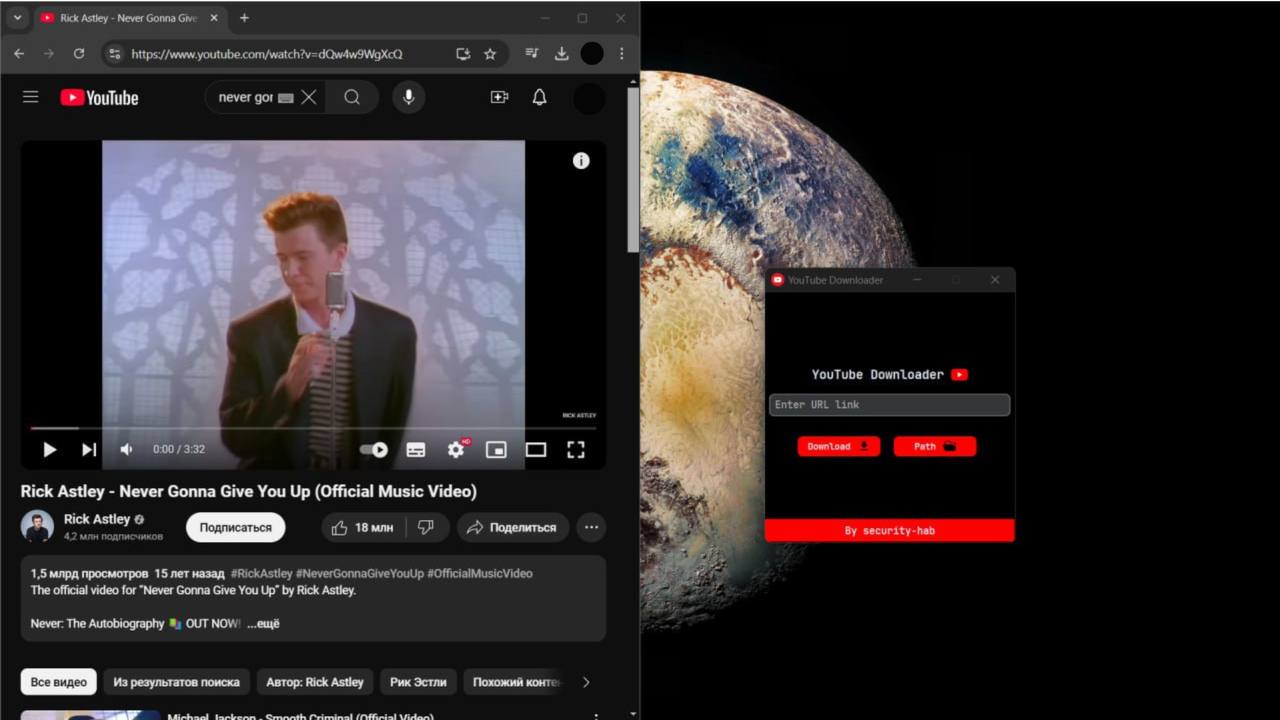 Rick Astley - Never Gonna Give
https://www.youtube.com/watch?v=dQw4w9WgXcQ
YouTube
never gor
RICK ASTLEY
0:00 / 3:32
HD
Rick Astley - Never Gonna Give You Up (Official Music Video)
Rick Astley
4,2 млн подписчиков
Подписаться
18 млн
Поделиться
1,5 млрд просмотров 15 лет назад #RickAstley #NeverGonnaGiveYouUp #OfficialMusicVideo
The official video for “Never Gonna Give You Up” by Rick Astley.
Never: The Autobiography 📚 OUT NOW! ...ещё
Все видео
Из результатов поиска
Автор: Rick Astley
Рик Эстли
Похожий конте
Michael Jackson - Smooth Criminal (Official Video)
YouTube Downloader
YouTube Downloader
Enter URL link
Download
Path
By security-hab